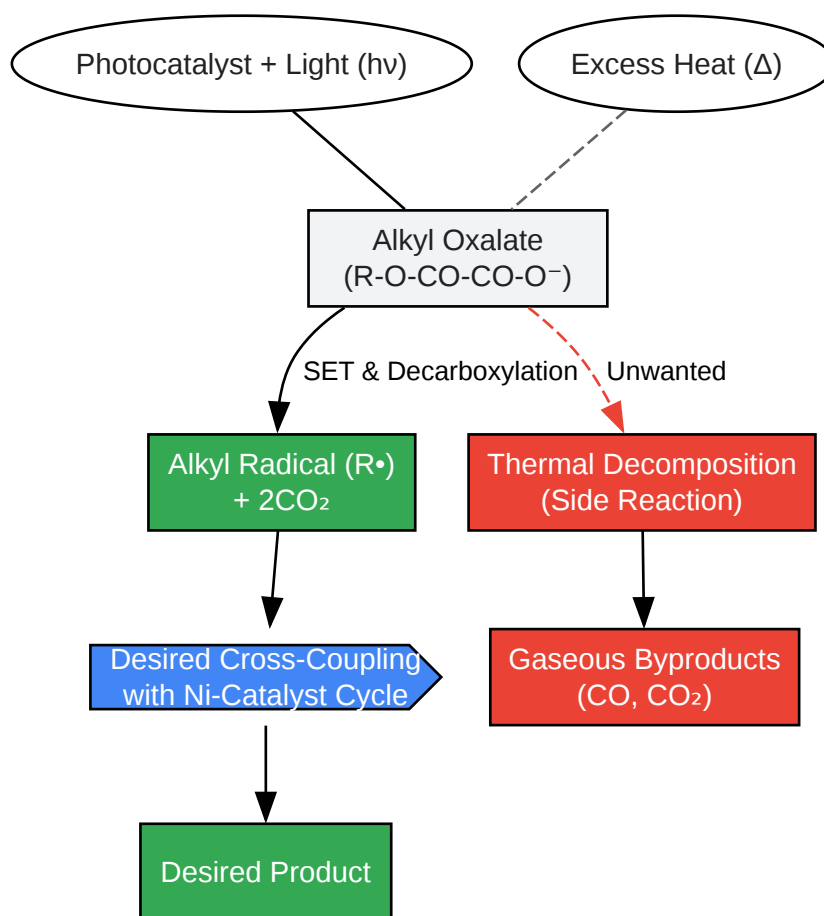 Photocatalyst + Light (hν)
Excess Heat (Δ)
Alkyl Oxalate
(R-O-CO-CO-O⁻)
SET & Decarboxylation
Unwanted
Alkyl Radical (R•)
+ 2CO₂
Thermal Decomposition
(Side Reaction)
Desired Cross-Coupling
with Ni-Catalyst Cycle
Gaseous Byproducts
(CO, CO₂)
Desired Product